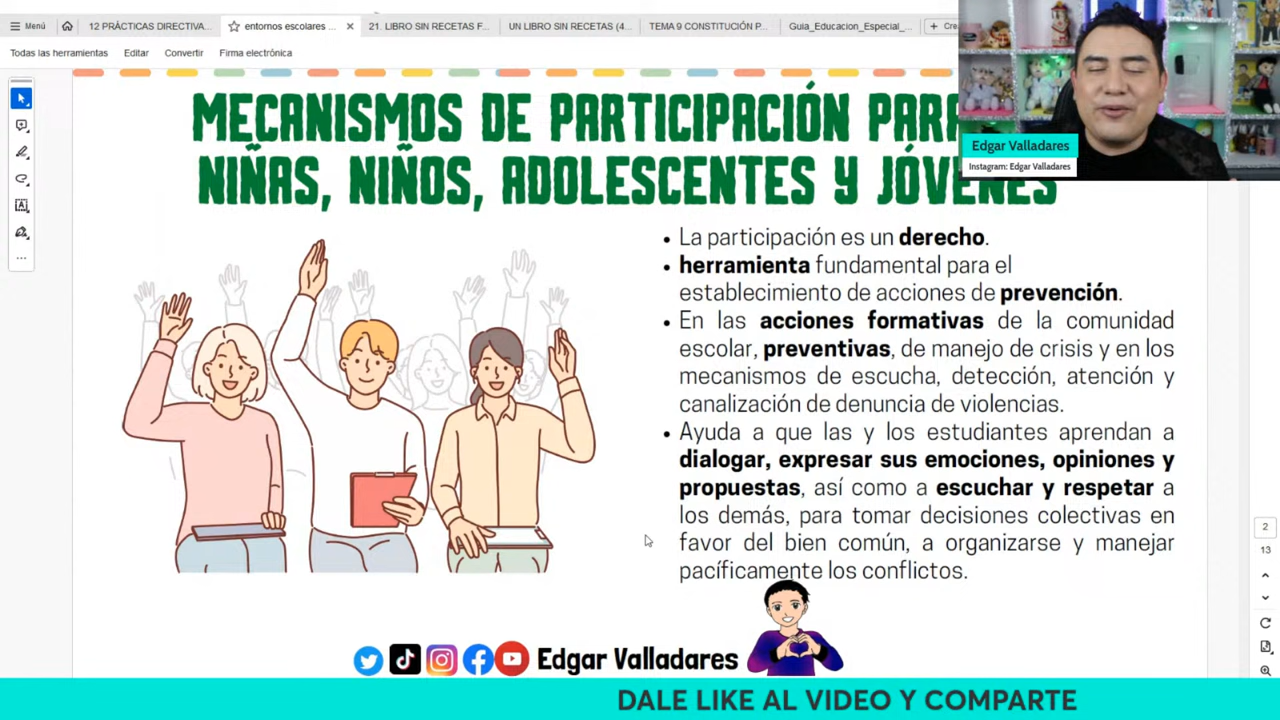 Menú
12 PRÁCTICAS DIRECTIVA...
entornos escolares ...
21. LIBRO SIN RECETAS F...
UN LIBRO SIN RECETAS (4...
TEMA 9 CONSTITUCIÓN P...
Guia_Educacion_Especial_...
Todas las herramientas
Editar
Convertir
Firma electrónica
MECANISMOS DE PARTICIPACIÓN PARA
NIÑAS, NIÑOS, ADOLESCENTES Y JÓVENES
Edgar Valladares
Instagram: Edgar Valladares
• La participación es un derecho.
• herramienta fundamental para el
establecimiento de acciones de prevención.
• En las acciones formativas de la comunidad
escolar, preventivas, de manejo de crisis y en los
mecanismos de escucha, detección, atención y
canalización de denuncia de violencias.
• Ayuda a que las y los estudiantes aprendan a
dialogar, expresar sus emociones, opiniones y
propuestas, así como a escuchar y respetar a
los demás, para tomar decisiones colectivas en
favor del bien común, a organizarse y manejar
pacíficamente los conflictos.
2
13
Edgar Valladares
DALE LIKE AL VIDEO Y COMPARTE